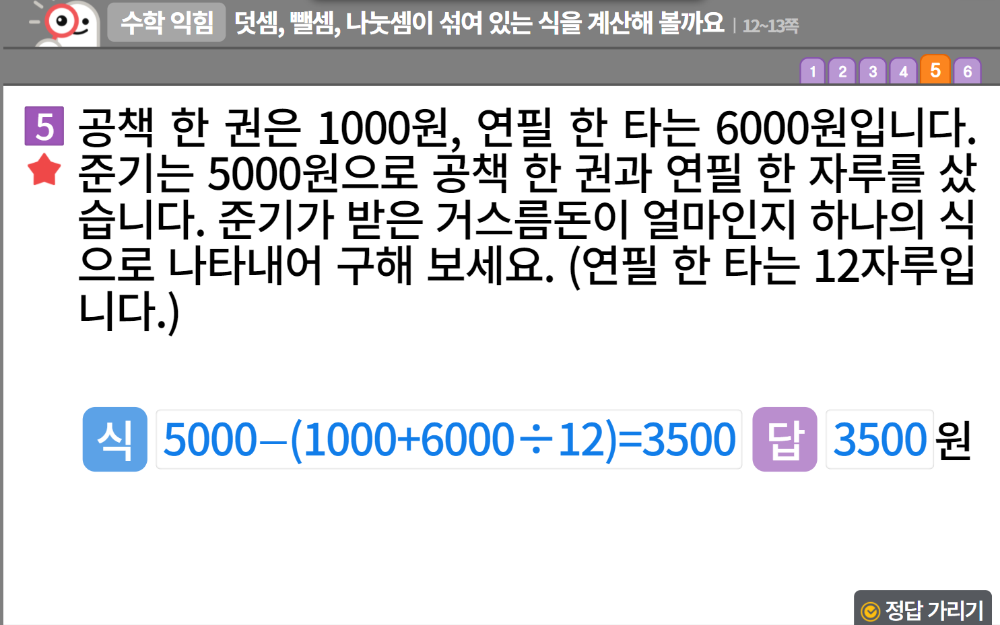 수학 익힘 덧셈, 뺄셈, 나눗셈이 섞여 있는 식을 계산해 볼까요 | 12~13쪽
1 2 3 4 5 6
5 공책 한 권은 1000원, 연필 한 타는 6000원입니다.
준기는 5000원으로 공책 한 권과 연필 한 자루를 샀
습니다. 준기가 받은 거스름돈이 얼마인지 하나의 식
으로 나타내어 구해 보세요. (연필 한 타는 12자루입
니다.)
식 5000−(1000+6000÷12)=3500 답 3500원
정답 가리기